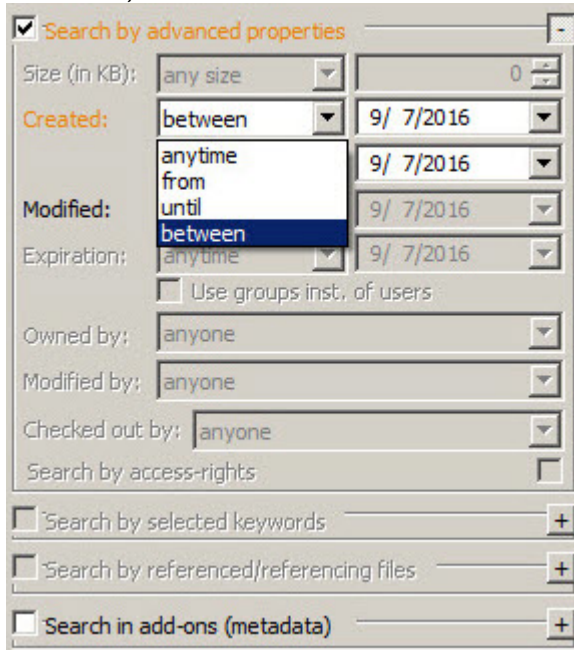 Search by advanced properties -
Size (in KB): any size 0
Created: between 9/ 7/2016
anytime 9/ 7/2016
from
Modified: until 9/ 7/2016
between
Expiration: anytime 9/ 7/2016
Use groups inst. of users
Owned by: anyone
Modified by: anyone
Checked out by: anyone
Search by access-rights
Search by selected keywords +
Search by referenced/referencing files +
Search in add-ons (metadata) +